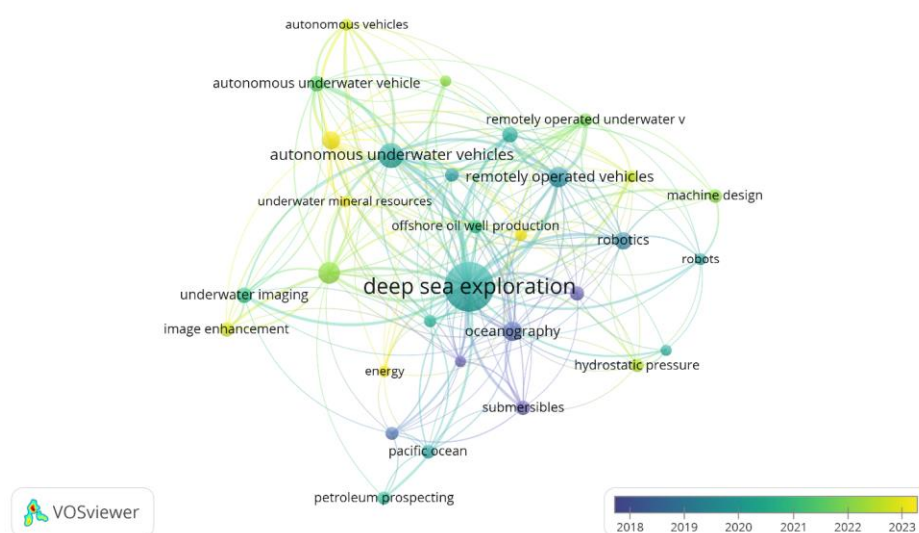 autonomous vehicles
autonomous underwater vehicle
remotely operated underwater v
autonomous underwater vehicles
remotely operated vehicles
machine design
underwater mineral resources
offshore oil well production
robotics
robots
deep sea exploration
underwater imaging
image enhancement
oceanography
hydrostatic pressure
energy
submersibles
pacific ocean
petroleum prospecting
VOSviewer
2018 2019 2020 2021 2022 2023